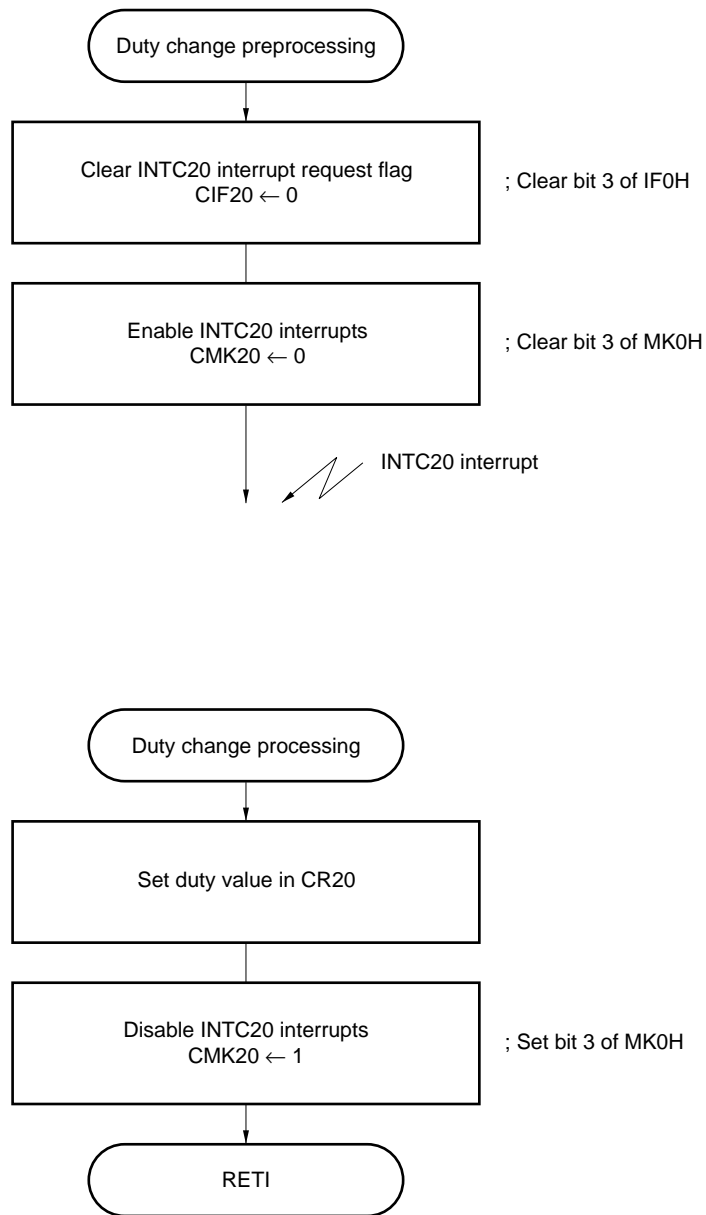 Duty change preprocessing
Clear INTC20 interrupt request flag
CIF20 ← 0
; Clear bit 3 of IF0H
Enable INTC20 interrupts
CMK20 ← 0
; Clear bit 3 of MK0H
INTC20 interrupt
Duty change processing
Set duty value in CR20
Disable INTC20 interrupts
CMK20 ← 1
; Set bit 3 of MK0H
RETI